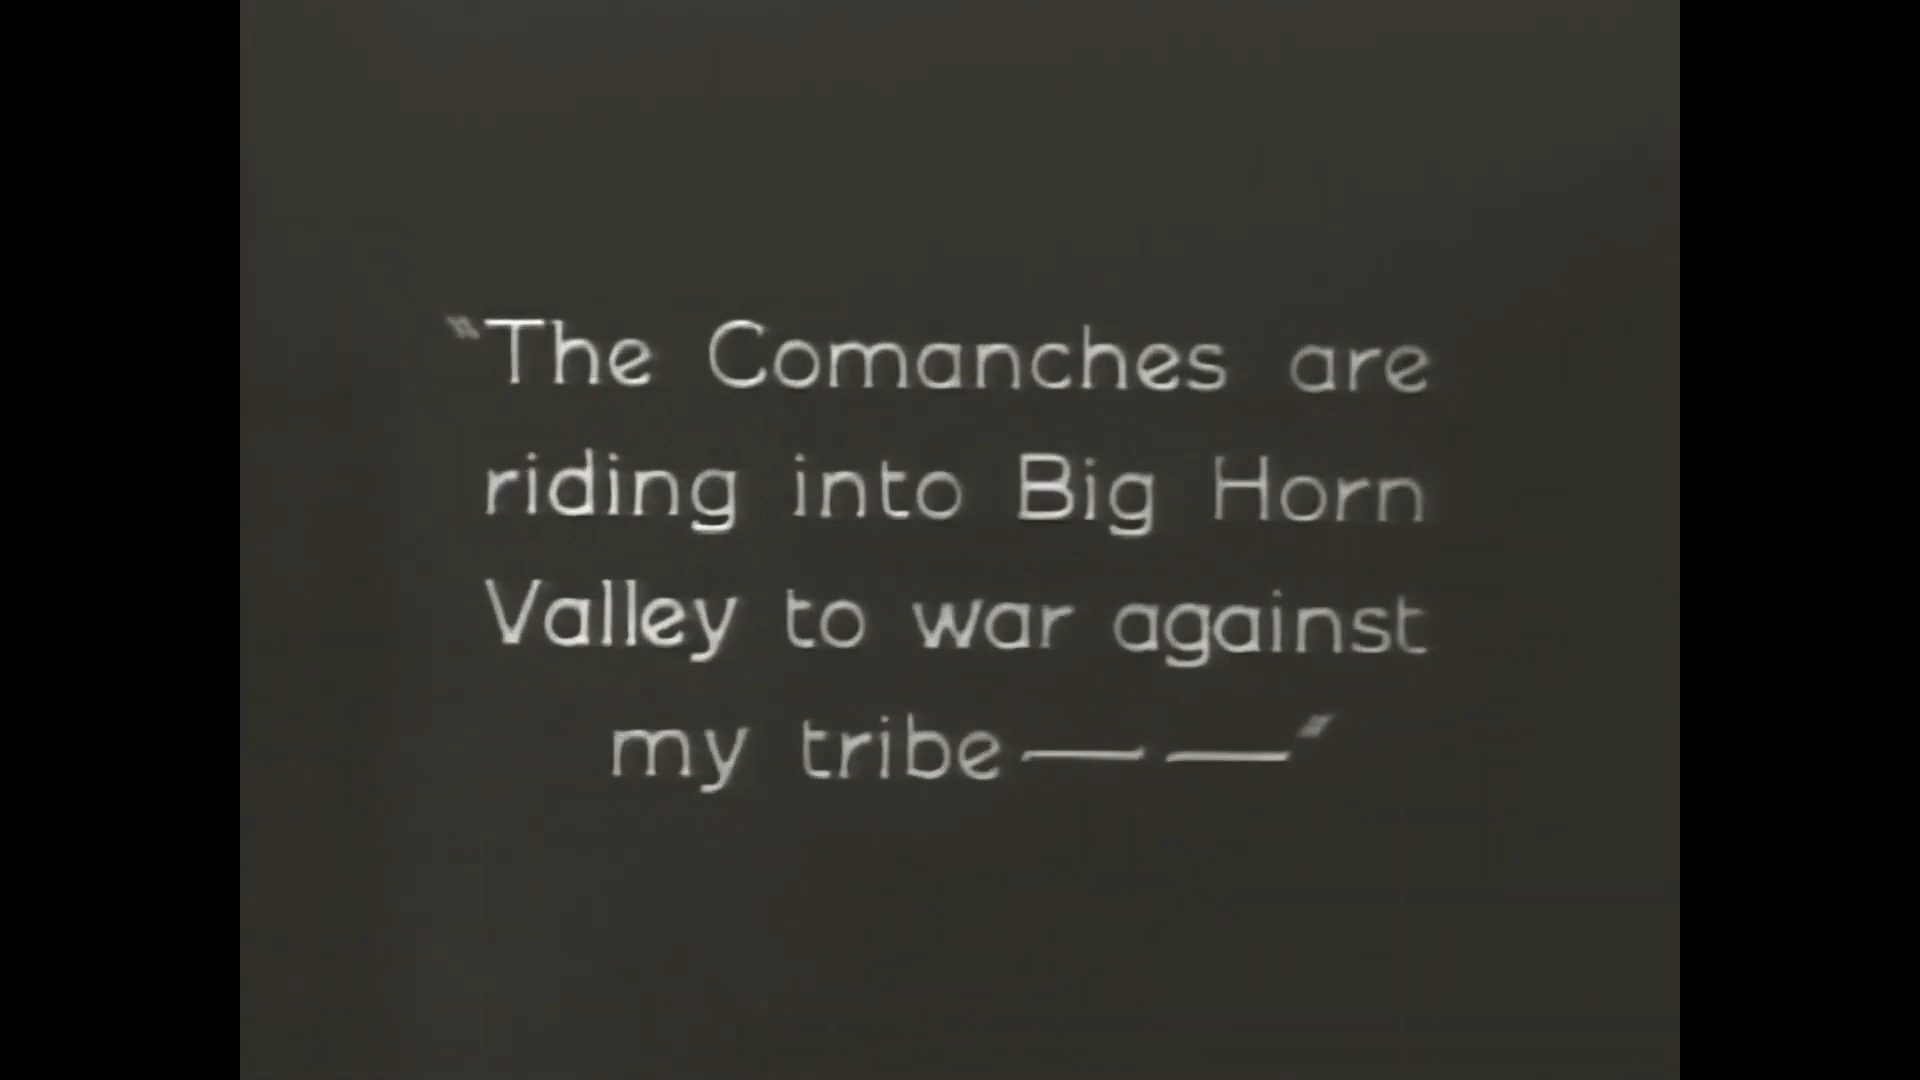 "The Comanches are
riding into Big Horn
Valley to war against
my tribe— —"